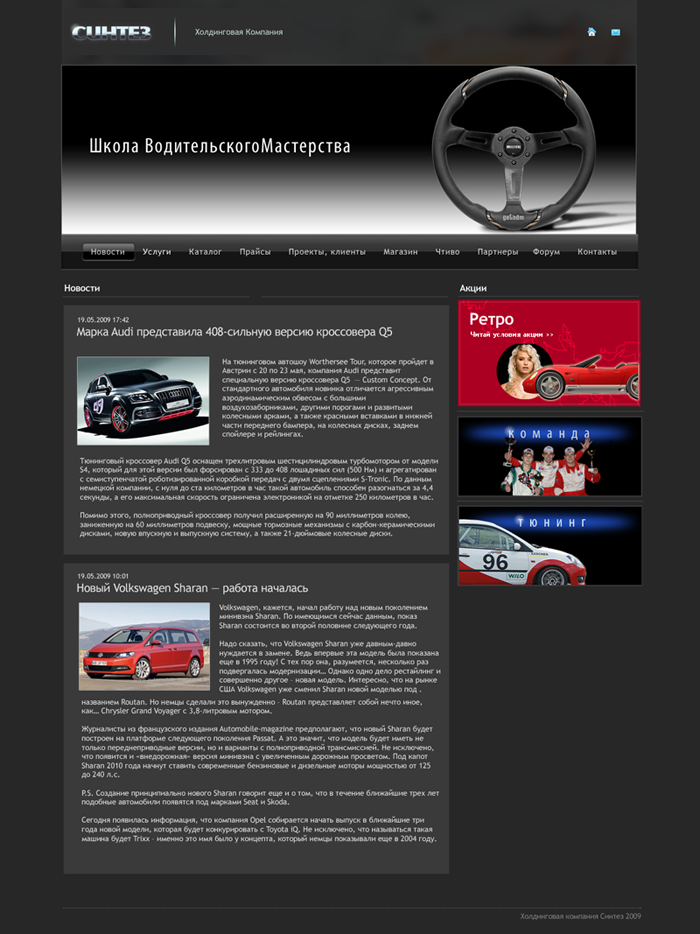 СИНТЕЗ
Холдинговая Компания
Школа ВодительскогоМастерства
Новости
Услуги
Каталог
Прайсы
Проекты, клиенты
Магазин
Чтиво
Партнеры
Форум
Контакты
Новости
19.05.2009 17:42
Марка Audi представила 408-сильную версию кроссовера Q5
На тюнинговом автошоу Worthersee Tour, которое пройдет в
Австрии с 20 по 23 мая, компания Audi представит
специальную версию кроссовера Q5 — Custom Concept. От
стандартного автомобиля новинка отличается агрессивным
аэродинамическим обвесом с большими
воздухозаборниками, другими порогами и развитыми
колесными арками, а также красными вставками в нижней
части переднего бампера, на колесных дисках, заднем
спойлере и рейлингах.
Тюнинговый кроссовер Audi Q5 оснащен трехлитровым шестицилиндровым турбомотором от модели
S4, который для этой версии был форсирован с 333 до 408 лошадиных сил (500 Нм) и агрегатирован
с семиступенчатой роботизированной коробкой передач с двумя сцеплениями S-Tronic. По данным
немецкой компании, с нуля до ста километров в час такой автомобиль способен разогнаться за 4,4
секунды, а его максимальная скорость ограничена электроникой на отметке 250 километров в час.
Помимо этого, полноприводный кроссовер получил расширенную на 90 миллиметров колею,
заниженную на 60 миллиметров подвеску, мощные тормозные механизмы с карбон-керамическими
дисками, новую впускную и выпускную систему, а также 21-дюймовые колесные диски.
19.05.2009 10:01
Новый Volkswagen Sharan — работа началась
Volkswagen, кажется, начал работу над новым поколением
минивэна Sharan. По имеющимся сейчас данным, показ
Sharan состоится во второй половине следующего года.
Надо сказать, что Volkswagen Sharan уже давным-давно
нуждается в замене. Ведь впервые эта модель была показана
еще в 1995 году! С тех пор она, разумеется, несколько раз
подвергалась модернизации… Однако одно дело рестайлинг и
совершенно другое – новая модель. Интересно, что на рынке
США Volkswagen уже сменил Sharan новой моделью под .
названием Routan. Но немцы сделали это вынужденно – Routan представляет собой нечто иное,
как… Chrysler Grand Voyager с 3,8-литровым мотором.
Журналисты из французского издания Automobile-magazine предполагают, что новый Sharan будет
построен на платформе следующего поколения Passat. А это значит, что модель будет иметь не
только переднеприводные версии, но и варианты с полноприводной трансмиссией. Не исключено,
что появится и «внедорожная» версия минивэна с увеличенным дорожным просветом. Под капот
Sharan 2010 года начнут ставить современные бензиновые и дизельные моторы мощностью от 125
до 240 л.с.
P.S. Создание принципиально нового Sharan говорит еще и о том, что в течение ближайшие трех лет
подобные автомобили появятся под марками Seat и Skoda.
Сегодня появилась информация, что компания Opel собирается начать выпуск в ближайшие три
года новой модели, которая будет конкурировать с Toyota iQ. Не исключено, что называться такая
машина будет Trixx – именно это имя было у концепта, который немцы показывали еще в 2004 году.
Акции
Ретро
Читай условия акции >>
команда
тюнинг
96
WILO
Холдинговая компания Синтез 2009